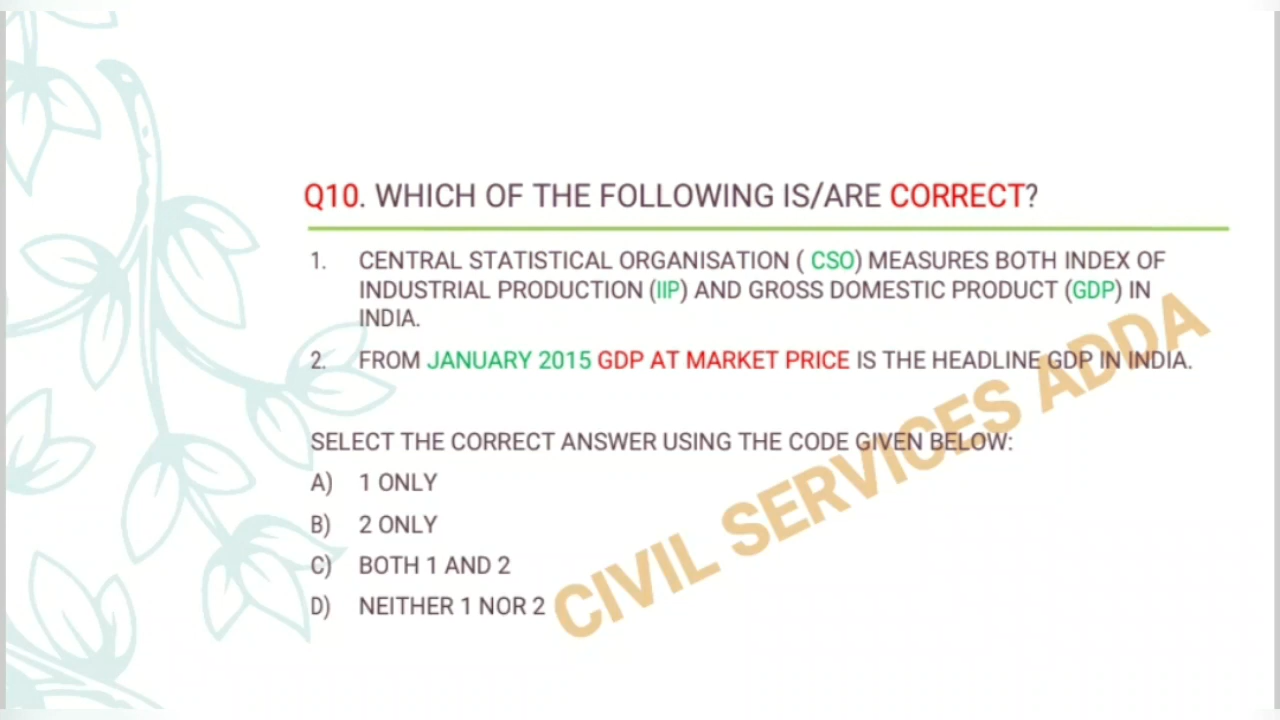 Q10. WHICH OF THE FOLLOWING IS/ARE CORRECT?
1. CENTRAL STATISTICAL ORGANISATION ( CSO) MEASURES BOTH INDEX OF
INDUSTRIAL PRODUCTION (IIP) AND GROSS DOMESTIC PRODUCT (GDP) IN
INDIA.
2. FROM JANUARY 2015 GDP AT MARKET PRICE IS THE HEADLINE GDP IN INDIA.
SELECT THE CORRECT ANSWER USING THE CODE GIVEN BELOW:
A) 1 ONLY
B) 2 ONLY
C) BOTH 1 AND 2
D) NEITHER 1 NOR 2
CIVIL SERVICES ADDA